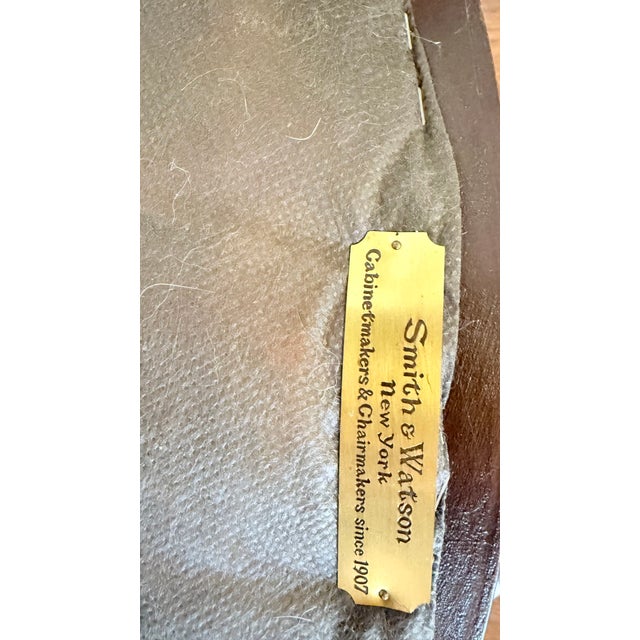 Smith & Watson
New York
Cabinetmakers & Chairmakers since 1907